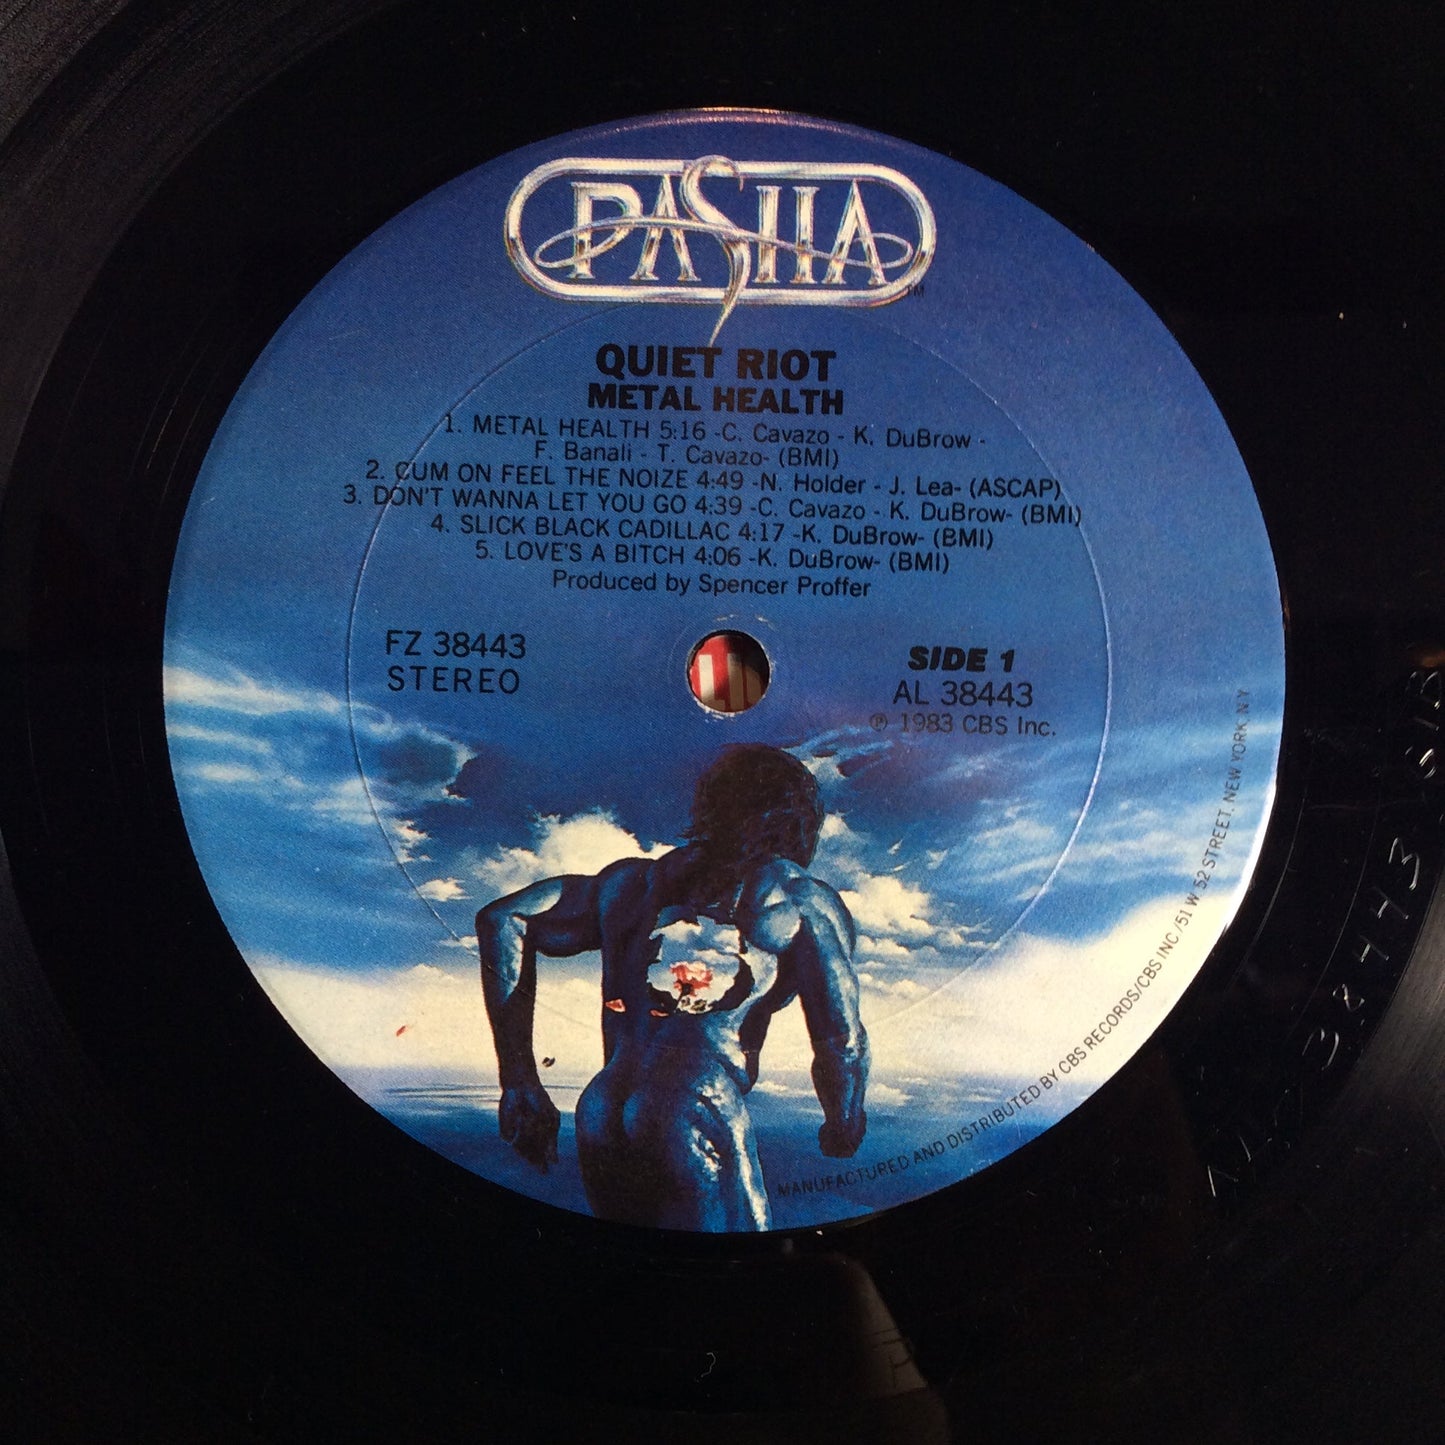 PASHA
TM
QUIET RIOT
METAL HEALTH
1. METAL HEALTH 5:16 -C. Cavazo - K. DuBrow -
F. Banali - T. Cavazo- (BMI)
2. CUM ON FEEL THE NOIZE 4:49 -N. Holder - J. Lea- (ASCAP)
3. DON'T WANNA LET YOU GO 4:39 -C. Cavazo - K. DuBrow- (BMI)
4. SLICK BLACK CADILLAC 4:17 -K. DuBrow- (BMI)
5. LOVE'S A BITCH 4:06 -K. DuBrow- (BMI)
Produced by Spencer Proffer
FZ 38443
STEREO
SIDE 1
AL 38443
℗ 1983 CBS Inc.
MANUFACTURED AND DISTRIBUTED BY CBS RECORDS/CBS INC./51 W 52 STREET, NEW YORK, NY
38443